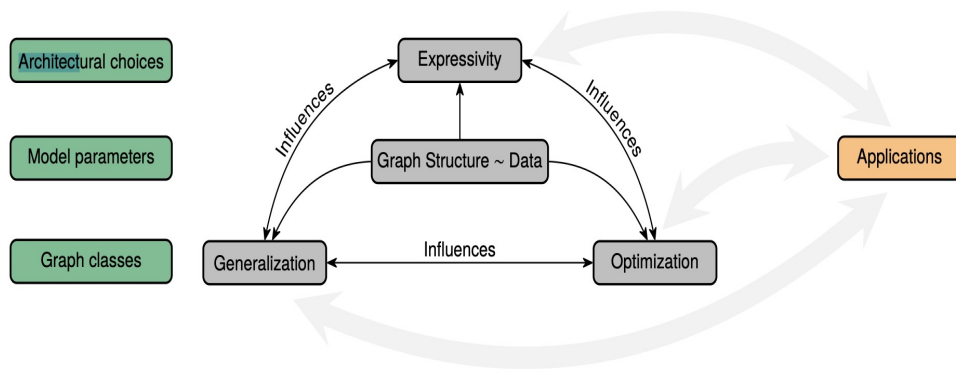 Architectural choices
Expressivity
Influences
Influences
Model parameters
Graph Structure ~ Data
Applications
Graph classes
Generalization
Influences
Optimization